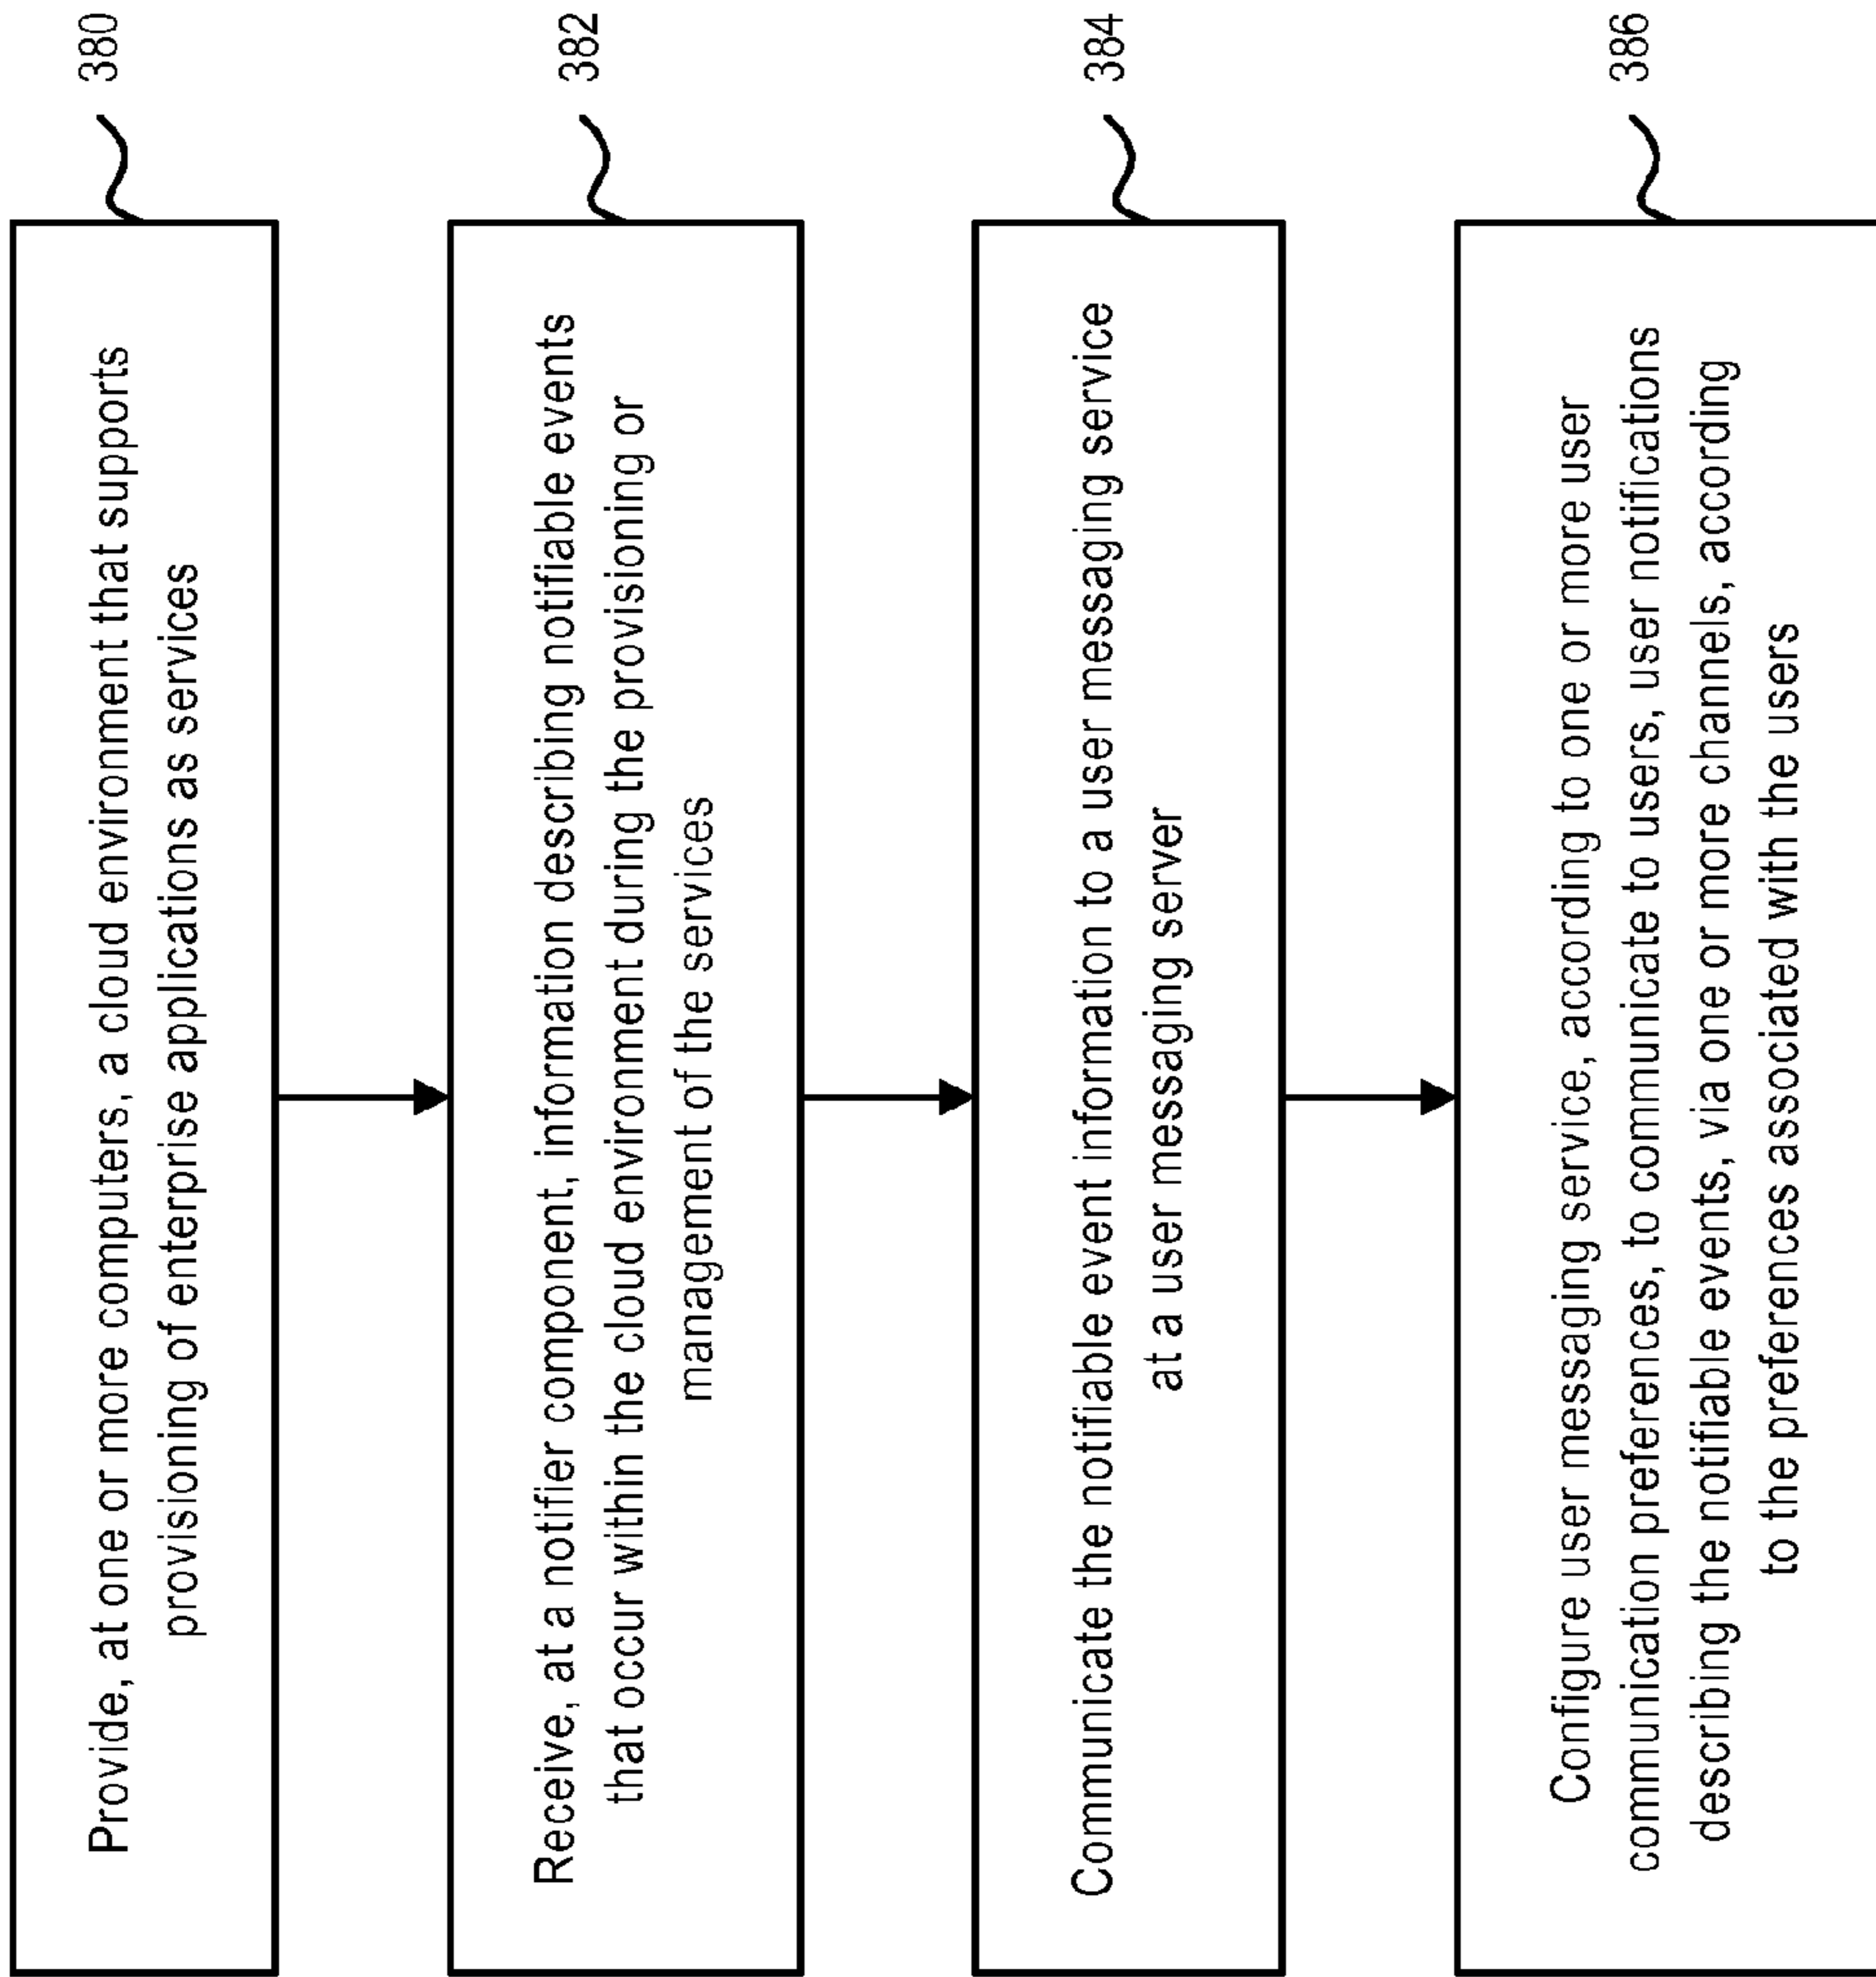 Provide, at one or more computers, a cloud environment that supports
provisioning of enterprise applications as services
380
Receive, at a notifier component, information describing notifiable events
that occur within the cloud environment during the provisioning or
management of the services
382
Communicate the notifiable event information to a user messaging service
at a user messaging server
384
Configure user messaging service, according to one or more user
communication preferences, to communicate to users, user notifications
describing the notifiable events, via one or more channels, according
to the preferences associated with the users
386